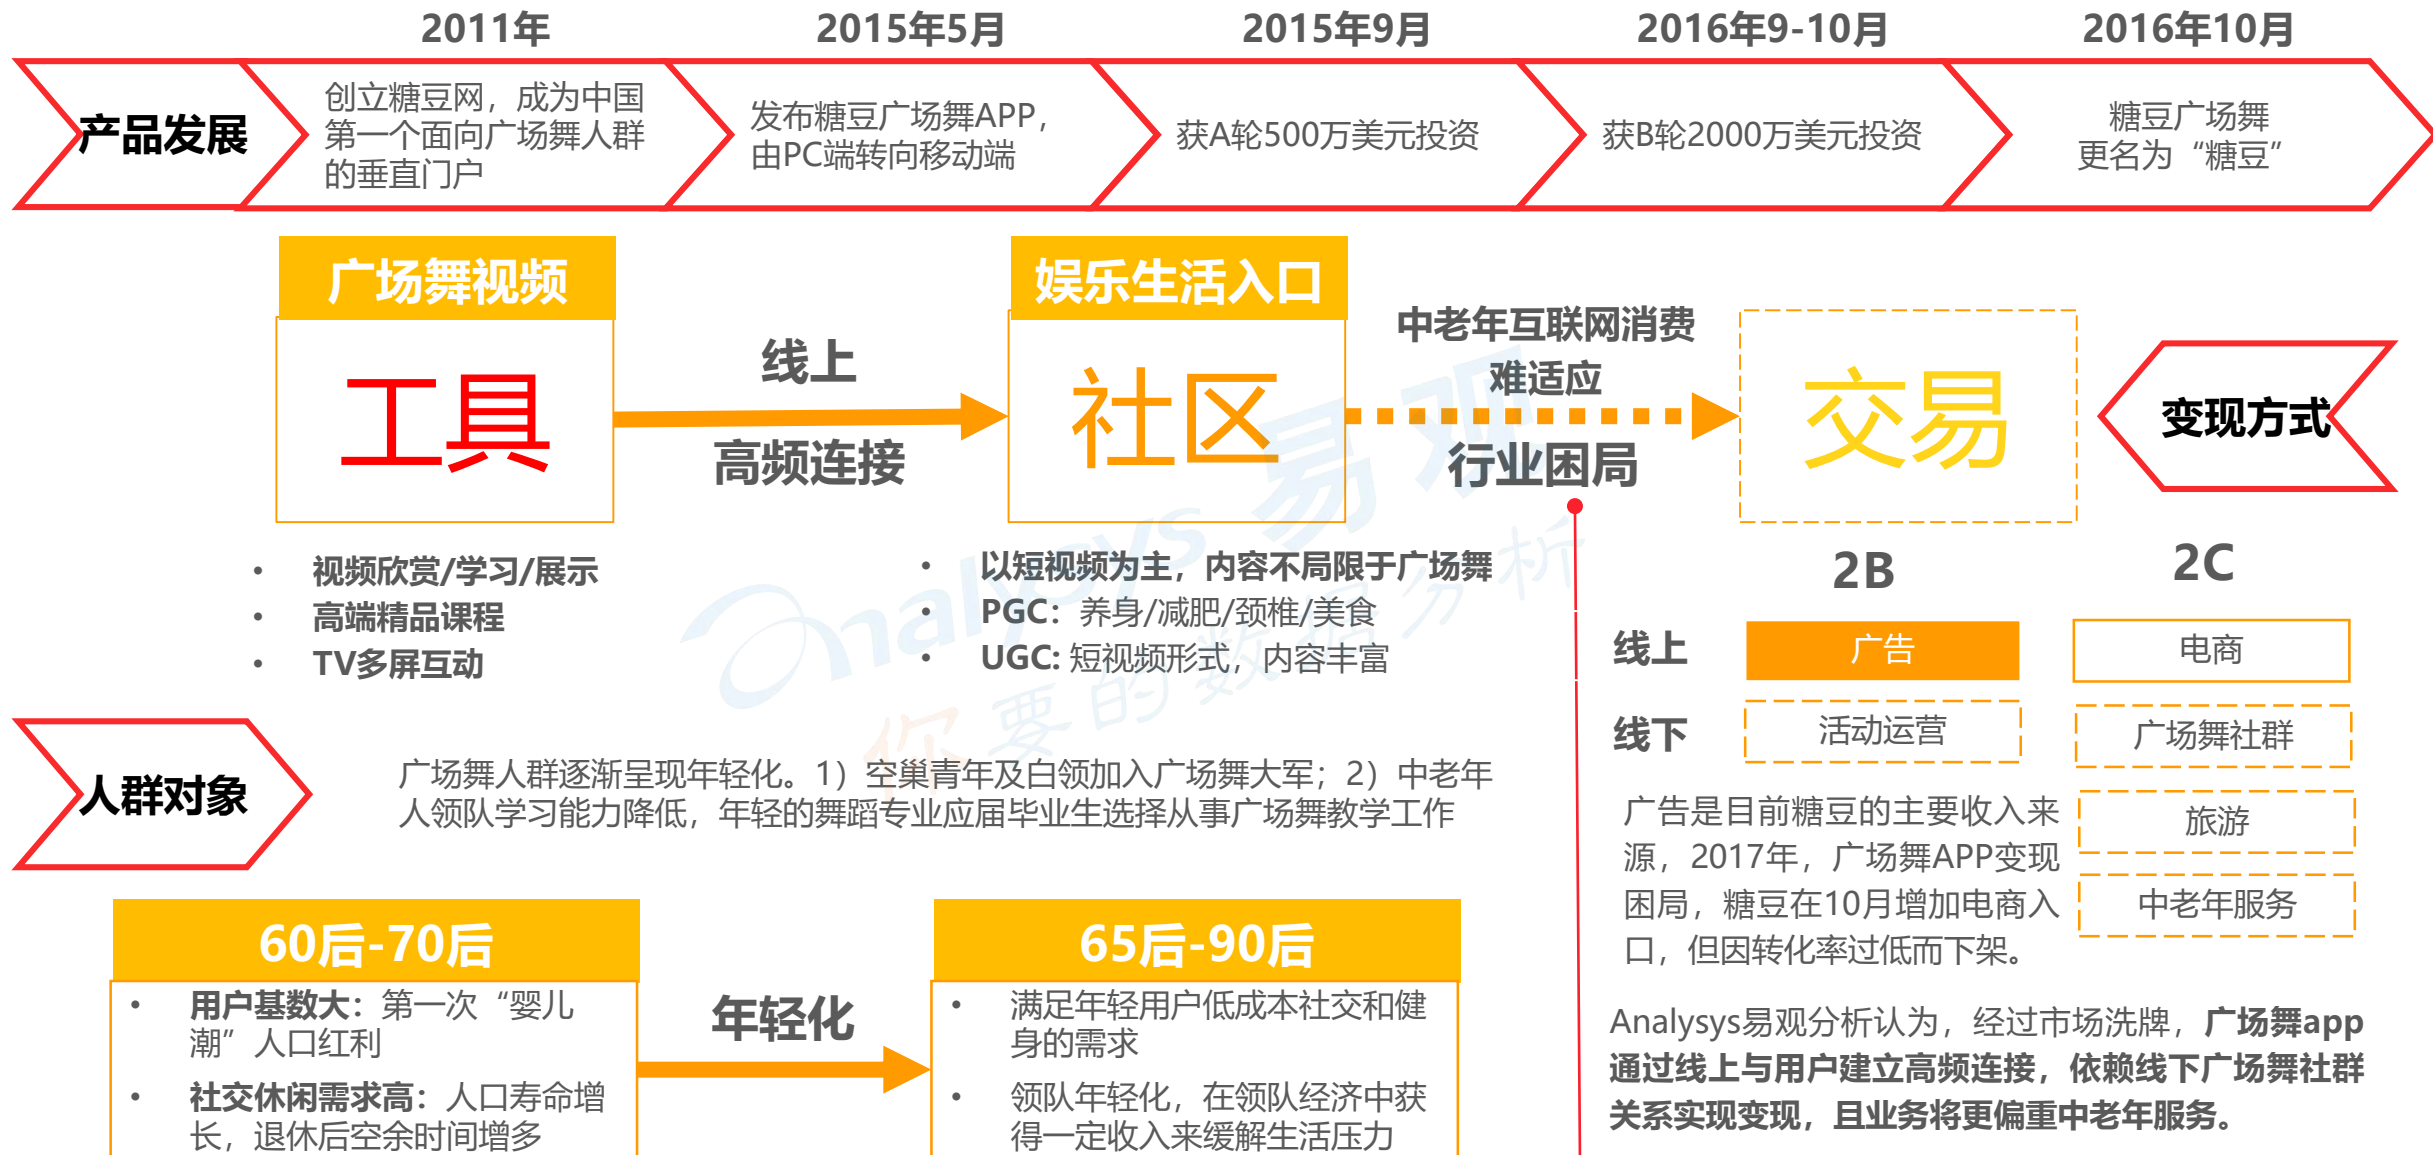 2011年
2015年5月
2015年9月
2016年9-10月
2016年10月
产品发展
创立糖豆网，成为中国
第一个面向广场舞人群
的垂直门户
发布糖豆广场舞APP，
由PC端转向移动端
获A轮500万美元投资
获B轮2000万美元投资
糖豆广场舞
更名为“糖豆”
广场舞视频
工具
线上
高频连接
娱乐生活入口
社区
中老年互联网消费
难适应
行业困局
交易
变现方式
• 视频欣赏/学习/展示
• 高端精品课程
• TV多屏互动
• 以短视频为主，内容不局限于广场舞
• PGC：养身/减肥/颈椎/美食
• UGC: 短视频形式，内容丰富
2B
2C
线上
广告
电商
线下
活动运营
广场舞社群
旅游
中老年服务
广告是目前糖豆的主要收入来
源，2017年，广场舞APP变现
困局，糖豆在10月增加电商入
口，但因转化率过低而下架。
Analysys易观分析认为，经过市场洗牌，广场舞app
通过线上与用户建立高频连接，依赖线下广场舞社群
关系实现变现，且业务将更偏重中老年服务。
人群对象
广场舞人群逐渐呈现年轻化。1）空巢青年及白领加入广场舞大军；2）中老年
人领队学习能力降低，年轻的舞蹈专业应届毕业生选择从事广场舞教学工作
60后-70后
• 用户基数大：第一次“婴儿
潮”人口红利
• 社交休闲需求高：人口寿命增
长，退休后空余时间增多
年轻化
65后-90后
• 满足年轻用户低成本社交和健
身的需求
• 领队年轻化，在领队经济中获
得一定收入来缓解生活压力
Analysys 易观
你要的数据分析